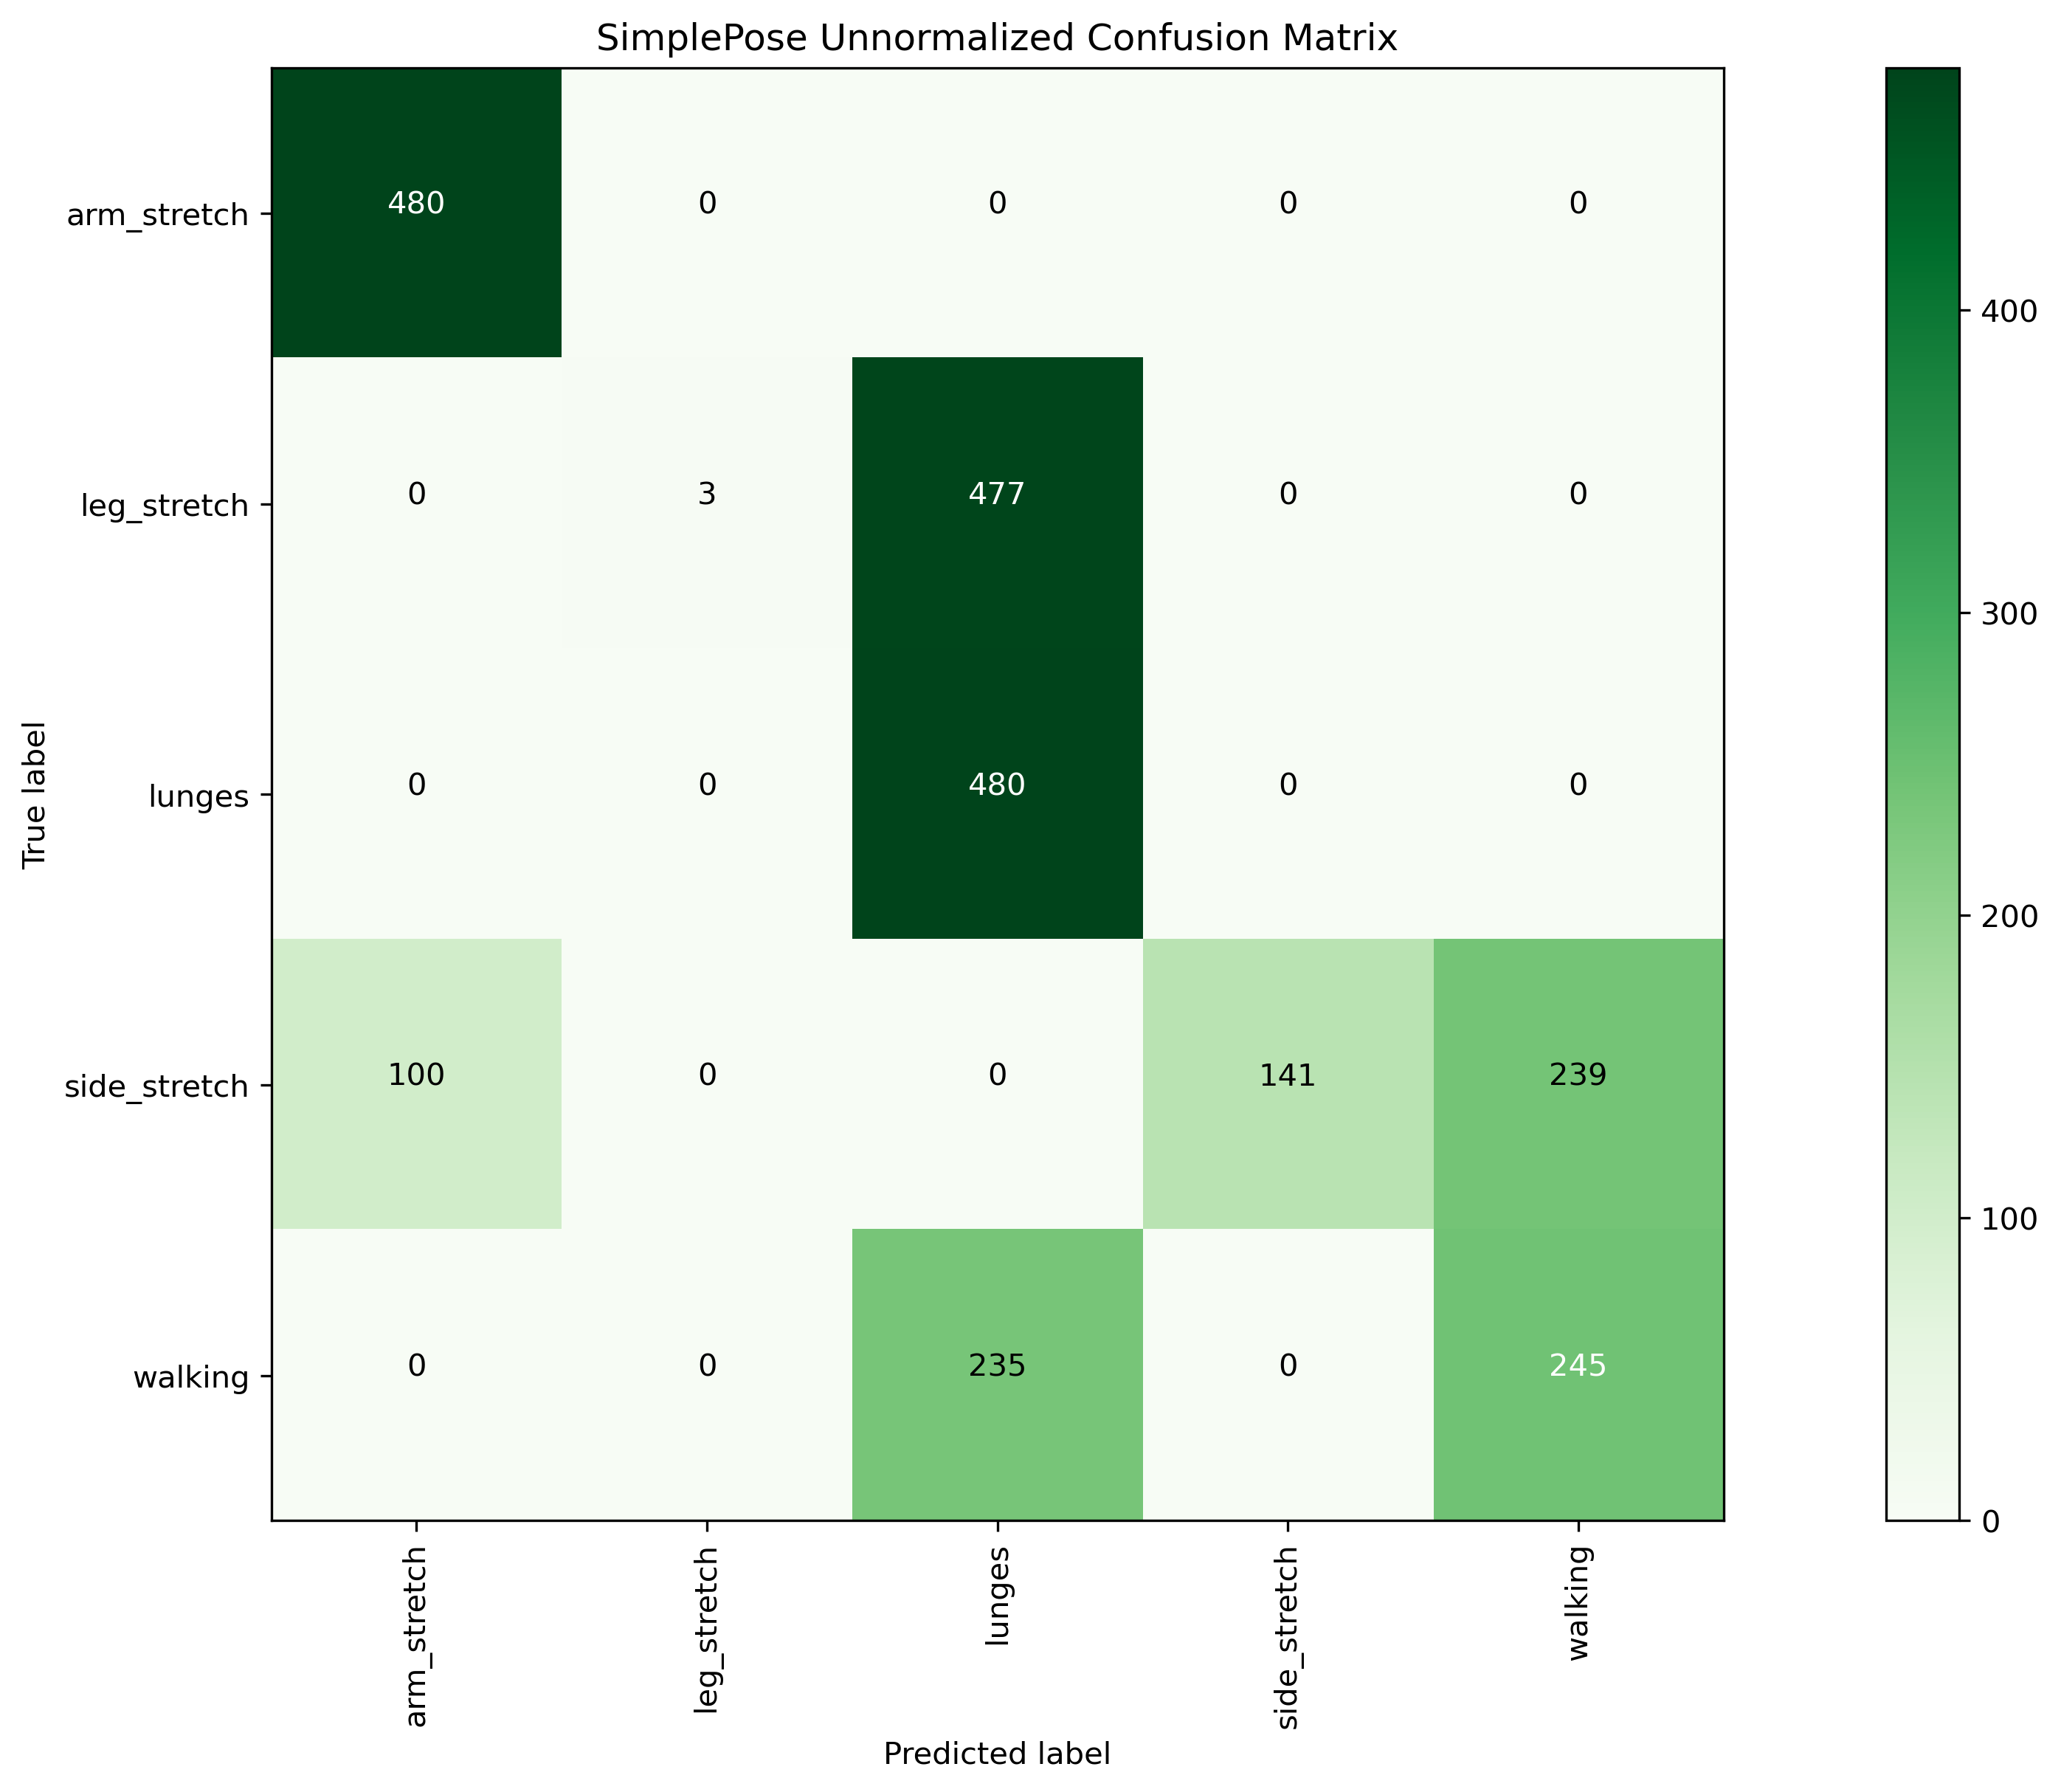 SimplePose Unnormalized Confusion Matrix
True label
arm_stretch 480 0 0 0 0
leg_stretch 0 3 477 0 0
lunges 0 0 480 0 0
side_stretch 100 0 0 141 239
walking 0 0 235 0 245
arm_stretch leg_stretch lunges side_stretch walking
Predicted label
400
300
200
100
0